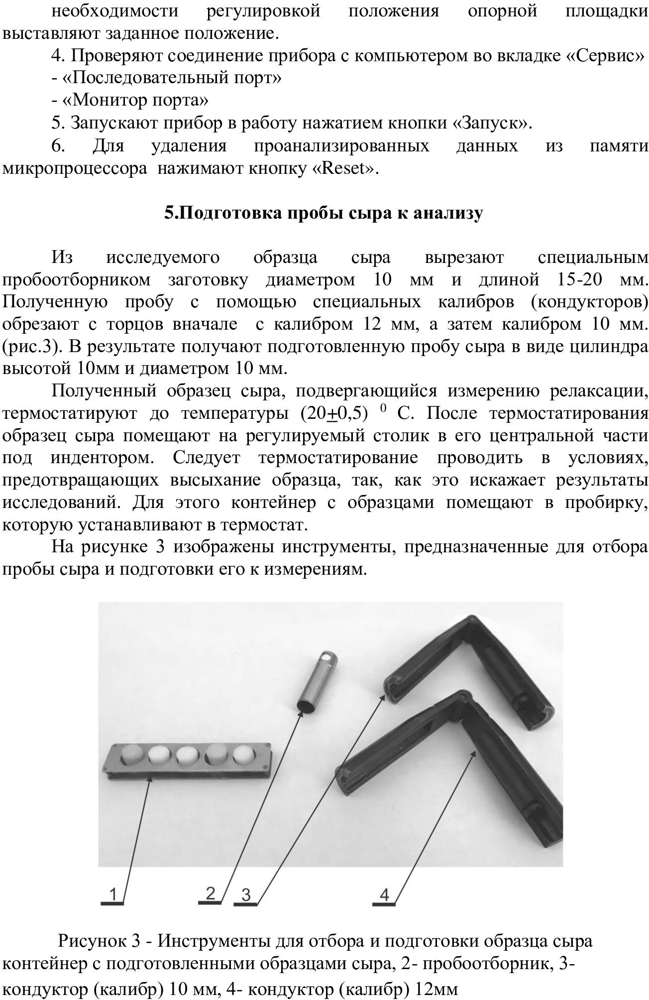 необходимости регулировкой положения опорной площадки
выставляют заданное положение.
4. Проверяют соединение прибора с компьютером во вкладке «Сервис»
- «Последовательный порт»
- «Монитор порта»
5. Запускают прибор в работу нажатием кнопки «Запуск».
6. Для удаления проанализированных данных из памяти
микропроцессора нажимают кнопку «Reset».
5.Подготовка пробы сыра к анализу
Из исследуемого образца сыра вырезают специальным
пробоотборником заготовку диаметром 10 мм и длиной 15-20 мм.
Полученную пробу с помощью специальных калибров (кондукторов)
обрезают с торцов вначале с калибром 12 мм, а затем калибром 10 мм.
(рис.3). В результате получают подготовленную пробу сыра в виде цилиндра
высотой 10мм и диаметром 10 мм.
Полученный образец сыра, подвергающийся измерению релаксации,
термостатируют до температуры (20±0,5) ⁰ С. После термостатирования
образец сыра помещают на регулируемый столик в его центральной части
под индентором. Следует термостатирование проводить в условиях,
предотвращающих высыхание образца, так, как это искажает результаты
исследований. Для этого контейнер с образцами помещают в пробирку,
которую устанавливают в термостат.
На рисунке 3 изображены инструменты, предназначенные для отбора
пробы сыра и подготовки его к измерениям.
1 2 3 4
Рисунок 3 - Инструменты для отбора и подготовки образца сыра
контейнер с подготовленными образцами сыра, 2- пробоотборник, 3-
кондуктор (калибр) 10 мм, 4- кондуктор (калибр) 12мм